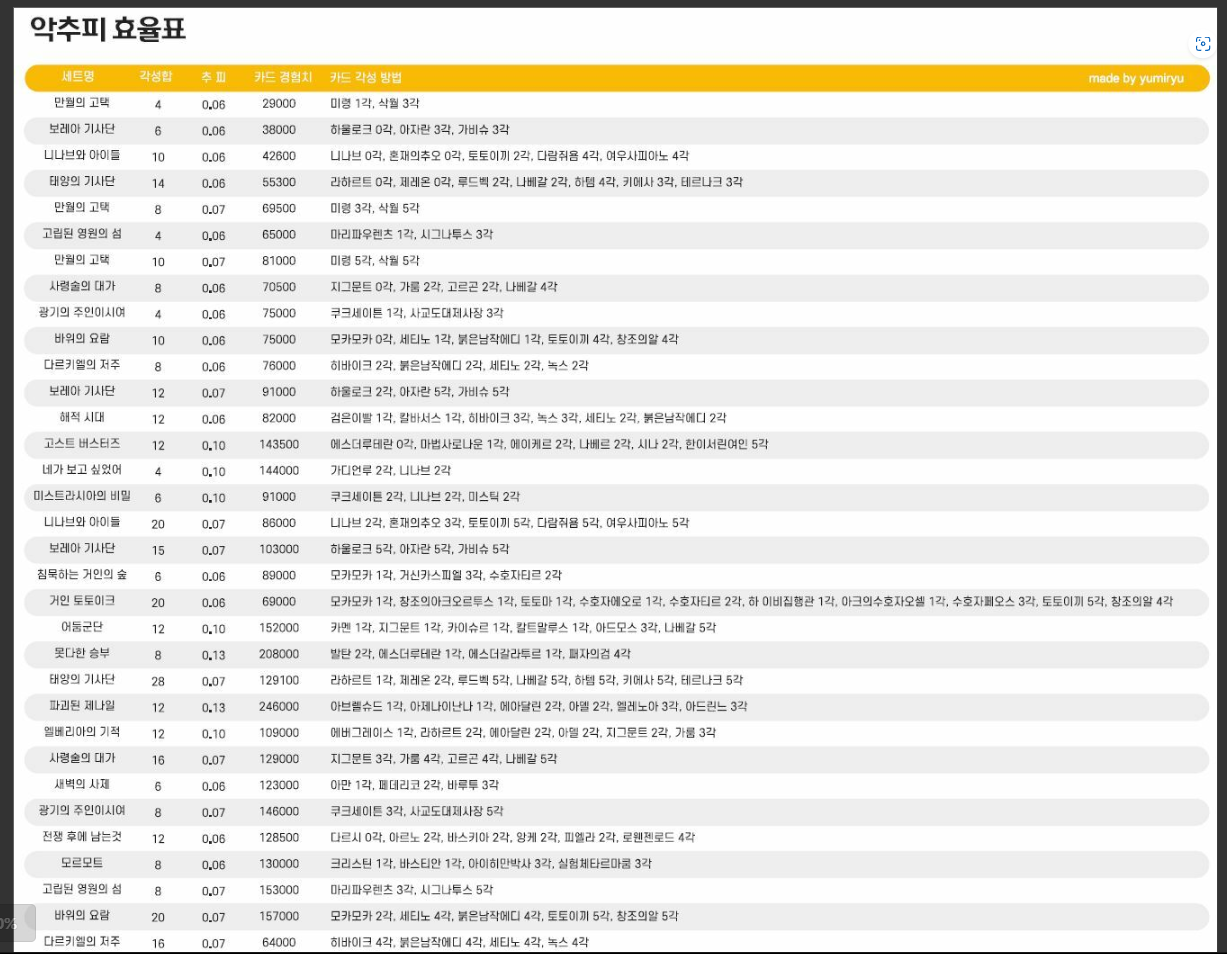 악추피 효율표
세트명 각성합 추 피 카드 경험치 카드 각성 방법 made by yumiryu
만월의 고택 4 0.06 29000 미령 1각, 삭월 3각
보레아 기사단 6 0.06 38000 하울로크 0각, 아자란 3각, 가비슈 3각
니나브와 아이들 10 0.06 42600 니나브 0각, 혼재의추오 0각, 토토이끼 2각, 다람쥐욤 4각, 여우사피아노 4각
태양의 기사단 14 0.06 55300 라하르트 0각, 제레온 0각, 루드벡 2각, 나베갈 2각, 하템 4각, 키에사 3각, 테르나크 3각
만월의 고택 8 0.07 69500 미령 3각, 삭월 5각
고립된 영원의 섬 4 0.06 65000 마리파우렌츠 1각, 시그나투스 3각
만월의 고택 10 0.07 81000 미령 5각, 삭월 5각
사령술의 대가 8 0.06 70500 지그문트 0각, 가룸 2각, 고르곤 2각, 나베갈 4각
광기의 주인이시여 4 0.06 75000 쿠크세이튼 1각, 사교도대제사장 3각
바위의 요람 10 0.06 75000 모카모카 0각, 세티노 1각, 붉은남작에디 1각, 토토이끼 4각, 창조의알 4각
다르키엘의 저주 8 0.06 76000 히바이크 2각, 붉은남작에디 2각, 세티노 2각, 녹스 2각
보레아 기사단 12 0.07 91000 하울로크 2각, 아자란 5각, 가비슈 5각
해적 시대 12 0.06 82000 검은이빨 1각, 칼바서스 1각, 히바이크 3각, 녹스 3각, 세티노 2각, 붉은남작에디 2각
고스트 버스터즈 12 0.10 143500 에스더루테란 0각, 마법사로나운 1각, 에이케르 2각, 나베르 2각, 시나 2각, 한이서린여인 5각
네가 보고 싶었어 4 0.10 144000 가디언루 2각, 니나브 2각
미스트라시아의 비밀 6 0.10 91000 쿠크세이튼 2각, 니나브 2각, 미스틱 2각
니나브와 아이들 20 0.07 86000 니나브 2각, 혼재의추오 3각, 토토이끼 5각, 다람쥐욤 5각, 여우사피아노 5각
보레아 기사단 15 0.07 103000 하울로크 5각, 아자란 5각, 가비슈 5각
침묵하는 거인의 숲 6 0.06 89000 모카모카 1각, 거신카스피엘 3각, 수호자티르 2각
거인 토토이크 20 0.06 69000 모카모카 1각, 창조의아크오르투스 1각, 토토마 1각, 수호자에오로 1각, 수호자티르 2각, 하 이비집행관 1각, 아크의수호자오셀 1각, 수호자페오스 3각, 토토이끼 5각, 창조의알 4각
어둠군단 12 0.10 152000 카멘 1각, 지그문트 1각, 카이슈르 1각, 칼트말루스 1각, 아드모스 3각, 나베갈 5각
못다한 승부 8 0.13 208000 발탄 2각, 에스더루테란 1각, 에스더갈라투르 1각, 패자의검 4각
태양의 기사단 28 0.07 129100 라하르트 1각, 제레온 2각, 루드벡 5각, 나베갈 5각, 하템 5각, 키에사 5각, 테르나크 5각
파괴된 제나일 12 0.13 246000 아브렐슈드 1각, 아제나이난나 1각, 에아달린 2각, 아델 2각, 엘레노아 3각, 아드린느 3각
엘베리아의 기적 12 0.10 109000 에버그레이스 1각, 라하르트 2각, 에아달린 2각, 아델 2각, 지그문트 2각, 가룸 3각
사령술의 대가 16 0.07 129000 지그문트 3각, 가룸 4각, 고르곤 4각, 나베갈 5각
새벽의 사제 6 0.06 123000 아만 1각, 페데리코 2각, 바루투 3각
광기의 주인이시여 8 0.07 146000 쿠크세이튼 3각, 사교도대제사장 5각
전쟁 후에 남는것 12 0.06 128500 다르시 0각, 아르노 2각, 바스키아 2각, 앙케 2각, 피엘라 2각, 로웬젠로드 4각
모르모트 8 0.06 130000 크리스틴 1각, 바스티안 1각, 아이히만박사 3각, 실험체타르마쿰 3각
고립된 영원의 섬 8 0.07 153000 마리파우렌츠 3각, 시그나투스 5각
바위의 요람 20 0.07 157000 모카모카 2각, 세티노 4각, 붉은남작에디 4각, 토토이끼 5각, 창조의알 5각
다르키엘의 저주 16 0.07 64000 히바이크 4각, 붉은남작에디 4각, 세티노 4각, 녹스 4각